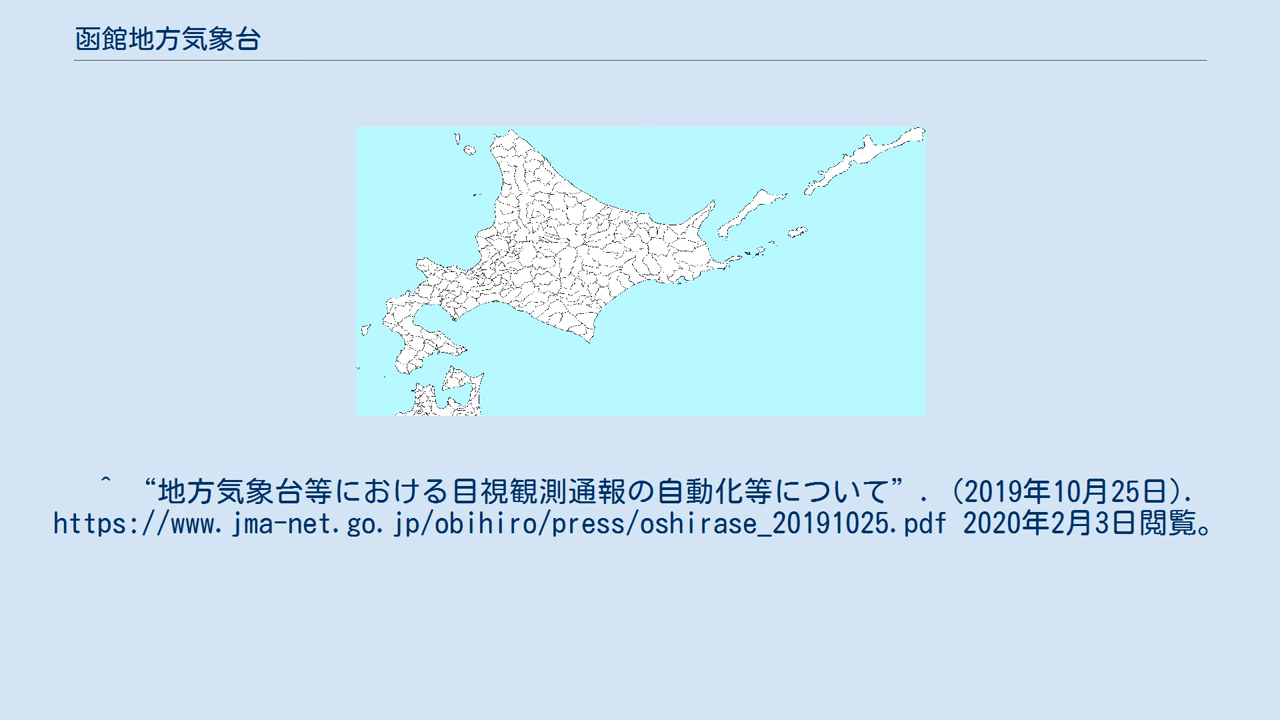 函館地方気象台
^ “地方気象台等における目視観測通報の自動化等について”. (2019年10月25日).
https://www.jma-net.go.jp/obihiro/press/oshirase_20191025.pdf 2020年2月3日閲覧。